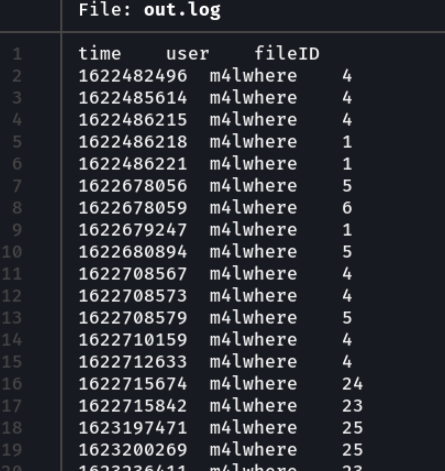 File: out.log
1 time user fileID
2 1622482496 m4lwhere 4
3 1622485614 m4lwhere 4
4 1622486215 m4lwhere 4
5 1622486218 m4lwhere 1
6 1622486221 m4lwhere 1
7 1622678056 m4lwhere 5
8 1622678059 m4lwhere 6
9 1622679247 m4lwhere 1
10 1622680894 m4lwhere 5
11 1622708567 m4lwhere 4
12 1622708573 m4lwhere 4
13 1622708579 m4lwhere 5
14 1622710159 m4lwhere 4
15 1622712633 m4lwhere 4
16 1622715674 m4lwhere 24
17 1622715842 m4lwhere 23
18 1623197471 m4lwhere 25
19 1623200269 m4lwhere 25
20 1623236411 m4lwhere 23